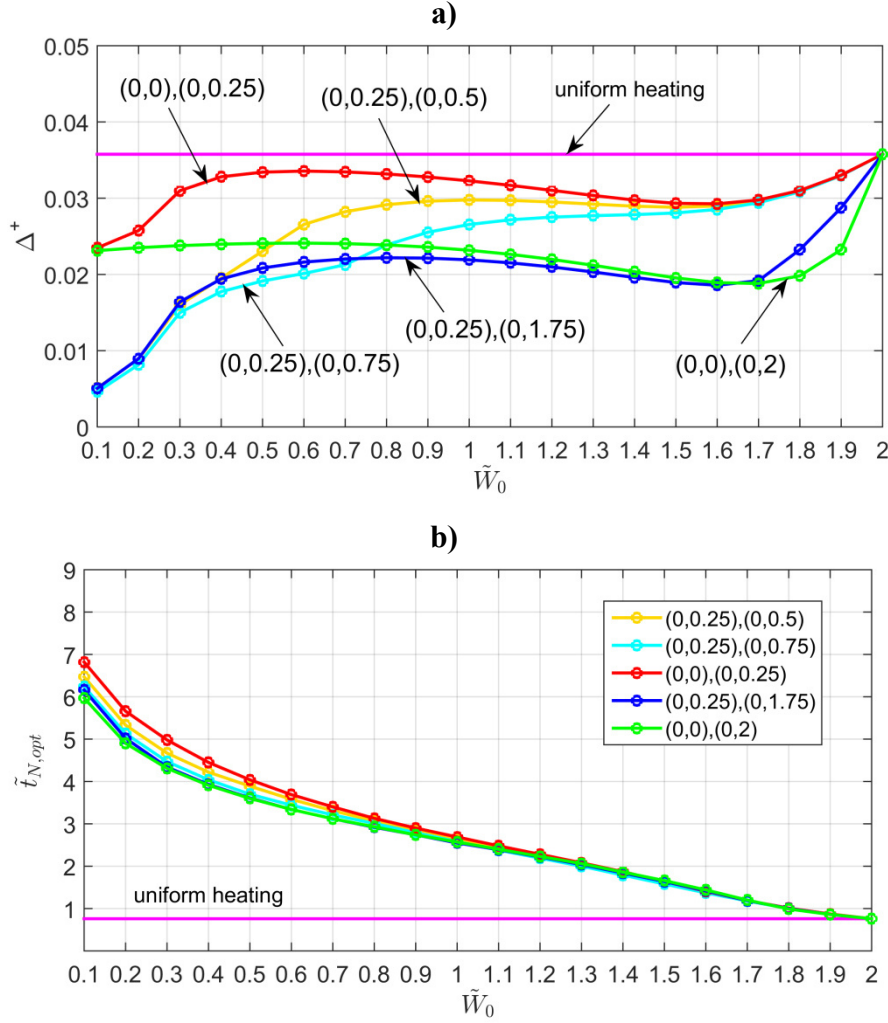 a)
0.05
0.04
0.03
0.02
0.01
0
Δ⁺
(0,0),(0,0.25)
(0,0.25),(0,0.5)
uniform heating
(0,0.25),(0,0.75)
(0,0.25),(0,1.75)
(0,0),(0,2)
0.1 0.2 0.3 0.4 0.5 0.6 0.7 0.8 0.9 1 1.1 1.2 1.3 1.4 1.5 1.6 1.7 1.8 1.9 2
W̃₀
b)
9
8
7
6
5
4
3
2
1
t̃_{N,opt}
(0,0.25),(0,0.5)
(0,0.25),(0,0.75)
(0,0),(0,0.25)
(0,0.25),(0,1.75)
(0,0),(0,2)
uniform heating
0.1 0.2 0.3 0.4 0.5 0.6 0.7 0.8 0.9 1 1.1 1.2 1.3 1.4 1.5 1.6 1.7 1.8 1.9 2
W̃₀